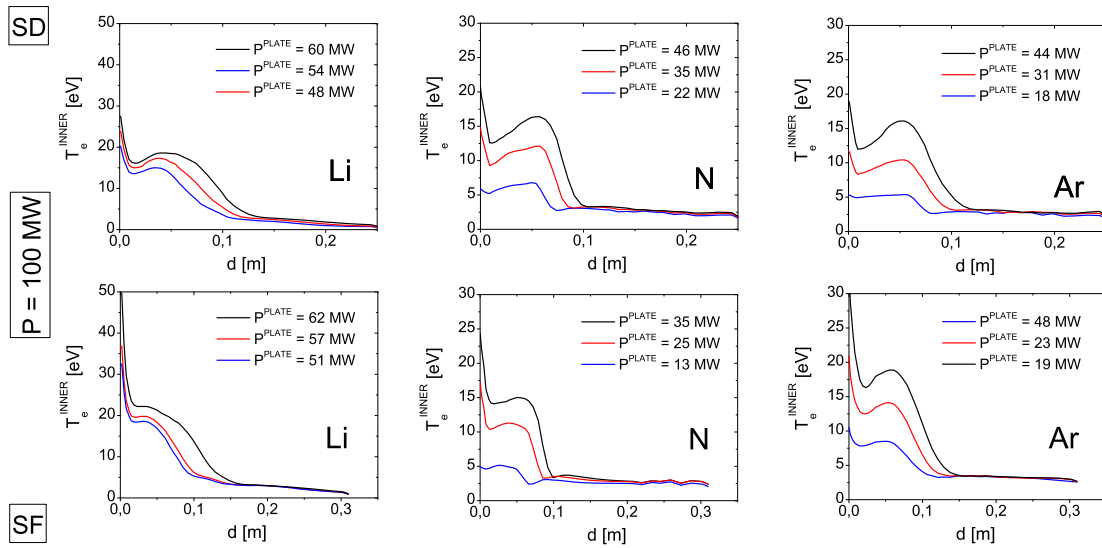 SD
P = 100 MW
SF
50
40
30
20
10
0
T_e^INNER [eV]
P^PLATE = 60 MW
P^PLATE = 54 MW
P^PLATE = 48 MW
Li
0,0 0,1 0,2
d [m]
30
25
20
15
10
5
0
T_e^INNER [eV]
P^PLATE = 46 MW
P^PLATE = 35 MW
P^PLATE = 22 MW
N
0,0 0,1 0,2
d [m]
30
25
20
15
10
5
0
T_e^INNER [eV]
P^PLATE = 44 MW
P^PLATE = 31 MW
P^PLATE = 18 MW
Ar
0,0 0,1 0,2
d [m]
50
40
30
20
10
0
T_e^INNER [eV]
P^PLATE = 62 MW
P^PLATE = 57 MW
P^PLATE = 51 MW
Li
0,0 0,1 0,2 0,3
d [m]
30
25
20
15
10
5
0
T_e^INNER [eV]
P^PLATE = 35 MW
P^PLATE = 25 MW
P^PLATE = 13 MW
N
0,0 0,1 0,2 0,3
d [m]
30
25
20
15
10
5
0
T_e^INNER [eV]
P^PLATE = 48 MW
P^PLATE = 23 MW
P^PLATE = 19 MW
Ar
0,0 0,1 0,2 0,3
d [m]